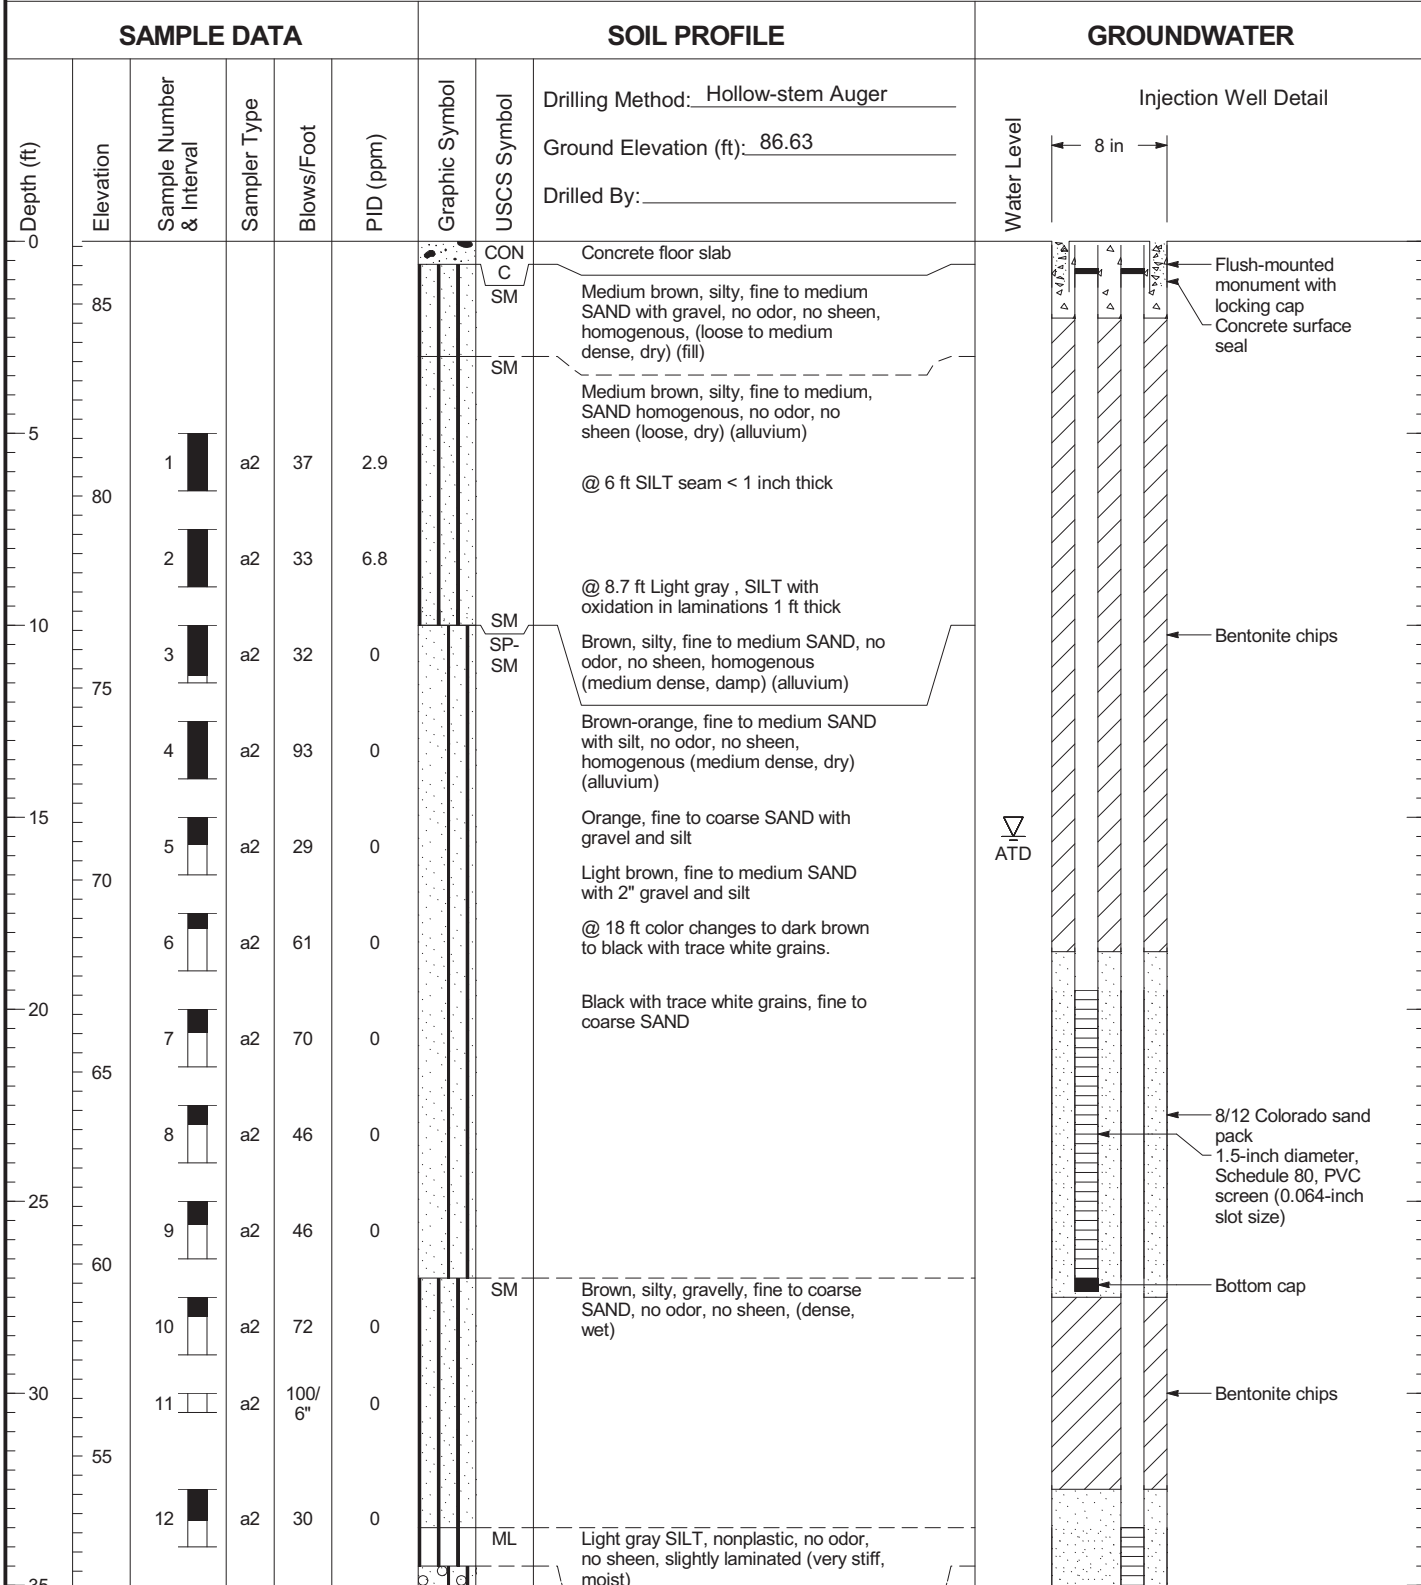 SAMPLE DATA
SOIL PROFILE
GROUNDWATER
Depth (ft)
Elevation
Sample Number
& Interval
Sampler Type
Blows/Foot
PID (ppm)
Graphic Symbol
USCS Symbol
Drilling Method: Hollow-stem Auger
Ground Elevation (ft): 86.63
Drilled By:
Water Level
Injection Well Detail
8 in
0
CON
C
Concrete floor slab
Flush-mounted
monument with
locking cap
Concrete surface
seal
85
SM
Medium brown, silty, fine to medium
SAND with gravel, no odor, no sheen,
homogenous, (loose to medium
dense, dry) (fill)
SM
Medium brown, silty, fine to medium,
SAND homogenous, no odor, no
sheen (loose, dry) (alluvium)
5
1 a2 37 2.9
@ 6 ft SILT seam < 1 inch thick
80
2 a2 33 6.8
@ 8.7 ft Light gray , SILT with
oxidation in laminations 1 ft thick
10
SM
SP-
SM
Brown, silty, fine to medium SAND, no
odor, no sheen, homogenous
(medium dense, damp) (alluvium)
Bentonite chips
3 a2 32 0
75
Brown-orange, fine to medium SAND
with silt, no odor, no sheen,
homogenous (medium dense, dry)
(alluvium)
4 a2 93 0
15
Orange, fine to coarse SAND with
gravel and silt
ATD
5 a2 29 0
70
Light brown, fine to medium SAND
with 2" gravel and silt
@ 18 ft color changes to dark brown
to black with trace white grains.
6 a2 61 0
20
Black with trace white grains, fine to
coarse SAND
7 a2 70 0
65
8 a2 46 0
8/12 Colorado sand
pack
1.5-inch diameter,
Schedule 80, PVC
screen (0.064-inch
slot size)
25
9 a2 46 0
60
SM
Brown, silty, gravelly, fine to coarse
SAND, no odor, no sheen, (dense,
wet)
Bottom cap
10 a2 72 0
30
11 a2 100/
6" 0
Bentonite chips
55
12 a2 30 0
ML
Light gray SILT, nonplastic, no odor,
no sheen, slightly laminated (very stiff,
moist)
35